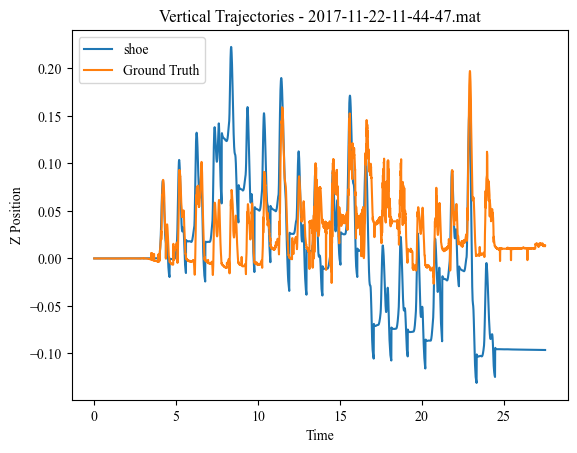 Vertical Trajectories - 2017-11-22-11-44-47.mat
shoe
Ground Truth
Z Position
0.20
0.15
0.10
0.05
0.00
−0.05
−0.10
0
5
10
15
20
25
Time